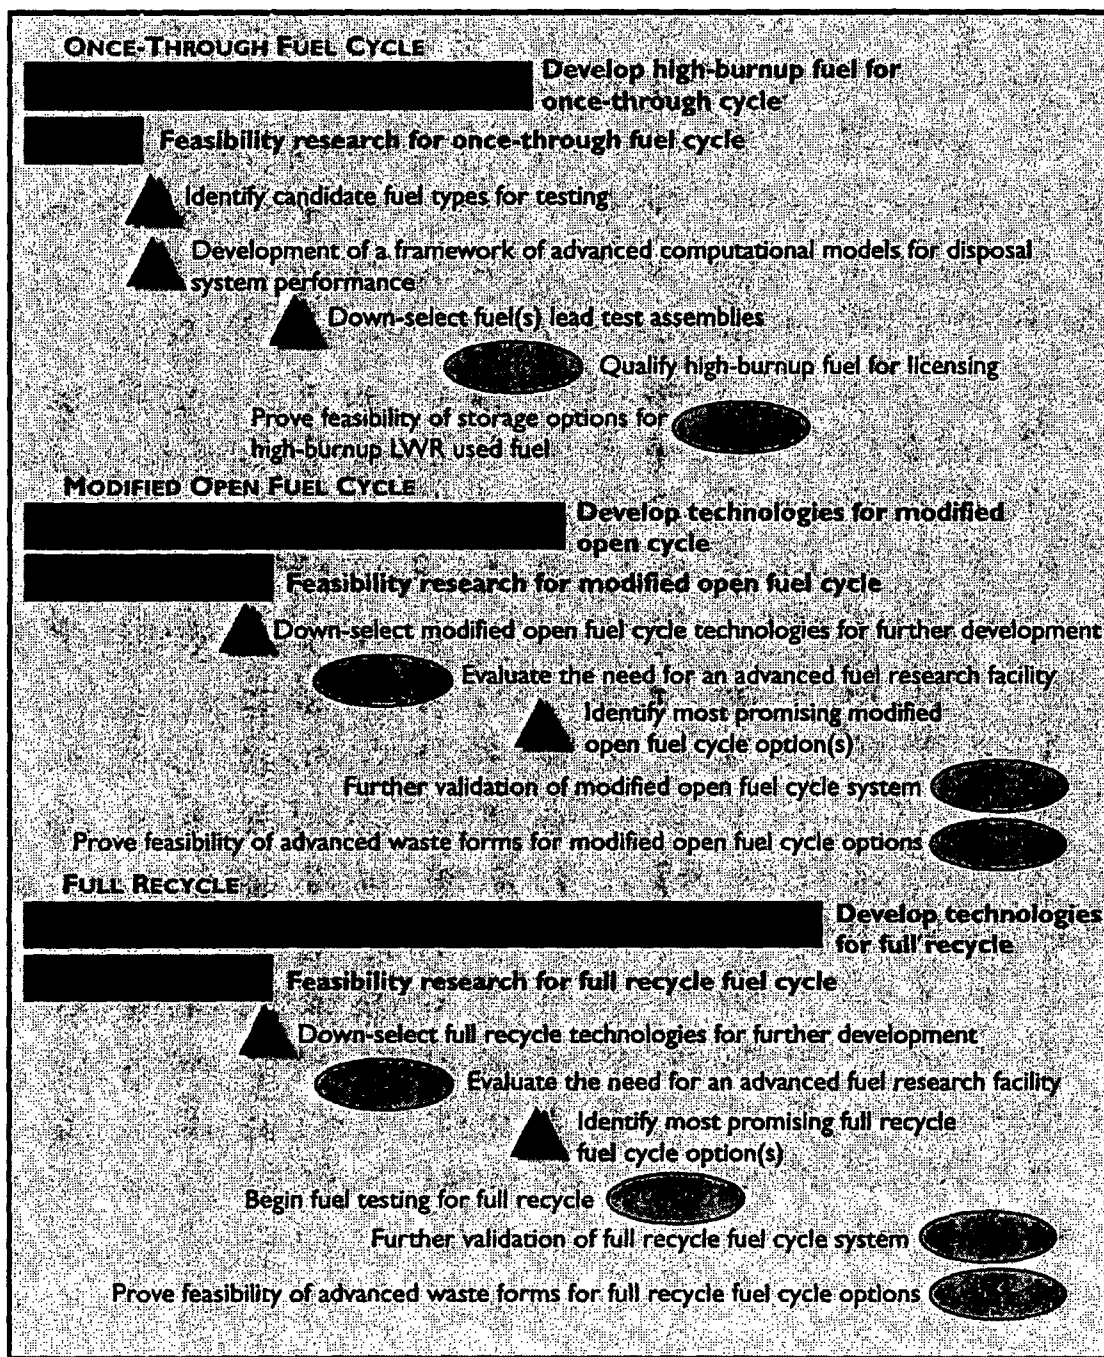 ONCE-THROUGH FUEL CYCLE
Develop high-burnup fuel for
once-through cycle
Feasibility research for once-through fuel cycle
Identify candidate fuel types for testing
Development of a framework of advanced computational models for disposal
system performance
Down-select fuel(s) lead test assemblies
Qualify high-burnup fuel for licensing
Prove feasibility of storage options for
high-burnup LWR used fuel
MODIFIED OPEN FUEL CYCLE
Develop technologies for modified
open cycle
Feasibility research for modified open fuel cycle
Down-select modified open fuel cycle technologies for further development
Evaluate the need for an advanced fuel research facility
Identify most promising modified
open fuel cycle option(s)
Further validation of modified open fuel cycle system
Prove feasibility of advanced waste forms for modified open fuel cycle options
FULL RECYCLE
Develop technologies
for full recycle
Feasibility research for full recycle fuel cycle
Down-select full recycle technologies for further development
Evaluate the need for an advanced fuel research facility
Identify most promising full recycle
fuel cycle option(s)
Begin fuel testing for full recycle
Further validation of full recycle fuel cycle system
Prove feasibility of advanced waste forms for full recycle fuel cycle options